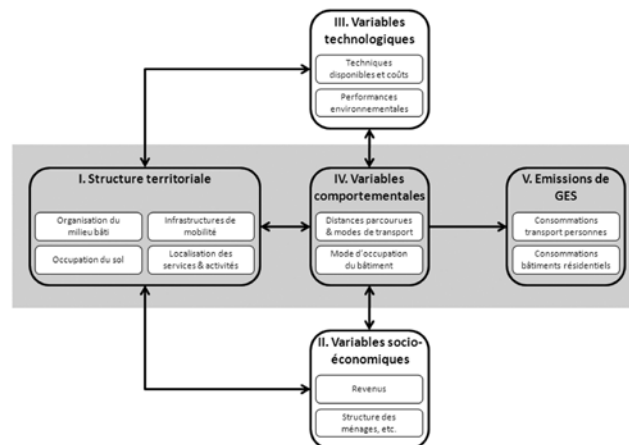 III. Variables
technologiques
Techniques
disponibles et coûts
Performances
environnementales
I. Structure territoriale
Organisation du
milieu bâti
Infrastructures de
mobilité
Occupation du sol
Localisation des
services & activités
IV. Variables
comportementales
Distances parcourues
& modes de transport
Mode d'occupation
du bâtiment
V. Emissions de
GES
Consommations
transport personnes
Consommations
bâtiments résidentiels
II. Variables socio-
économiques
Revenus
Structure des
ménages, etc.